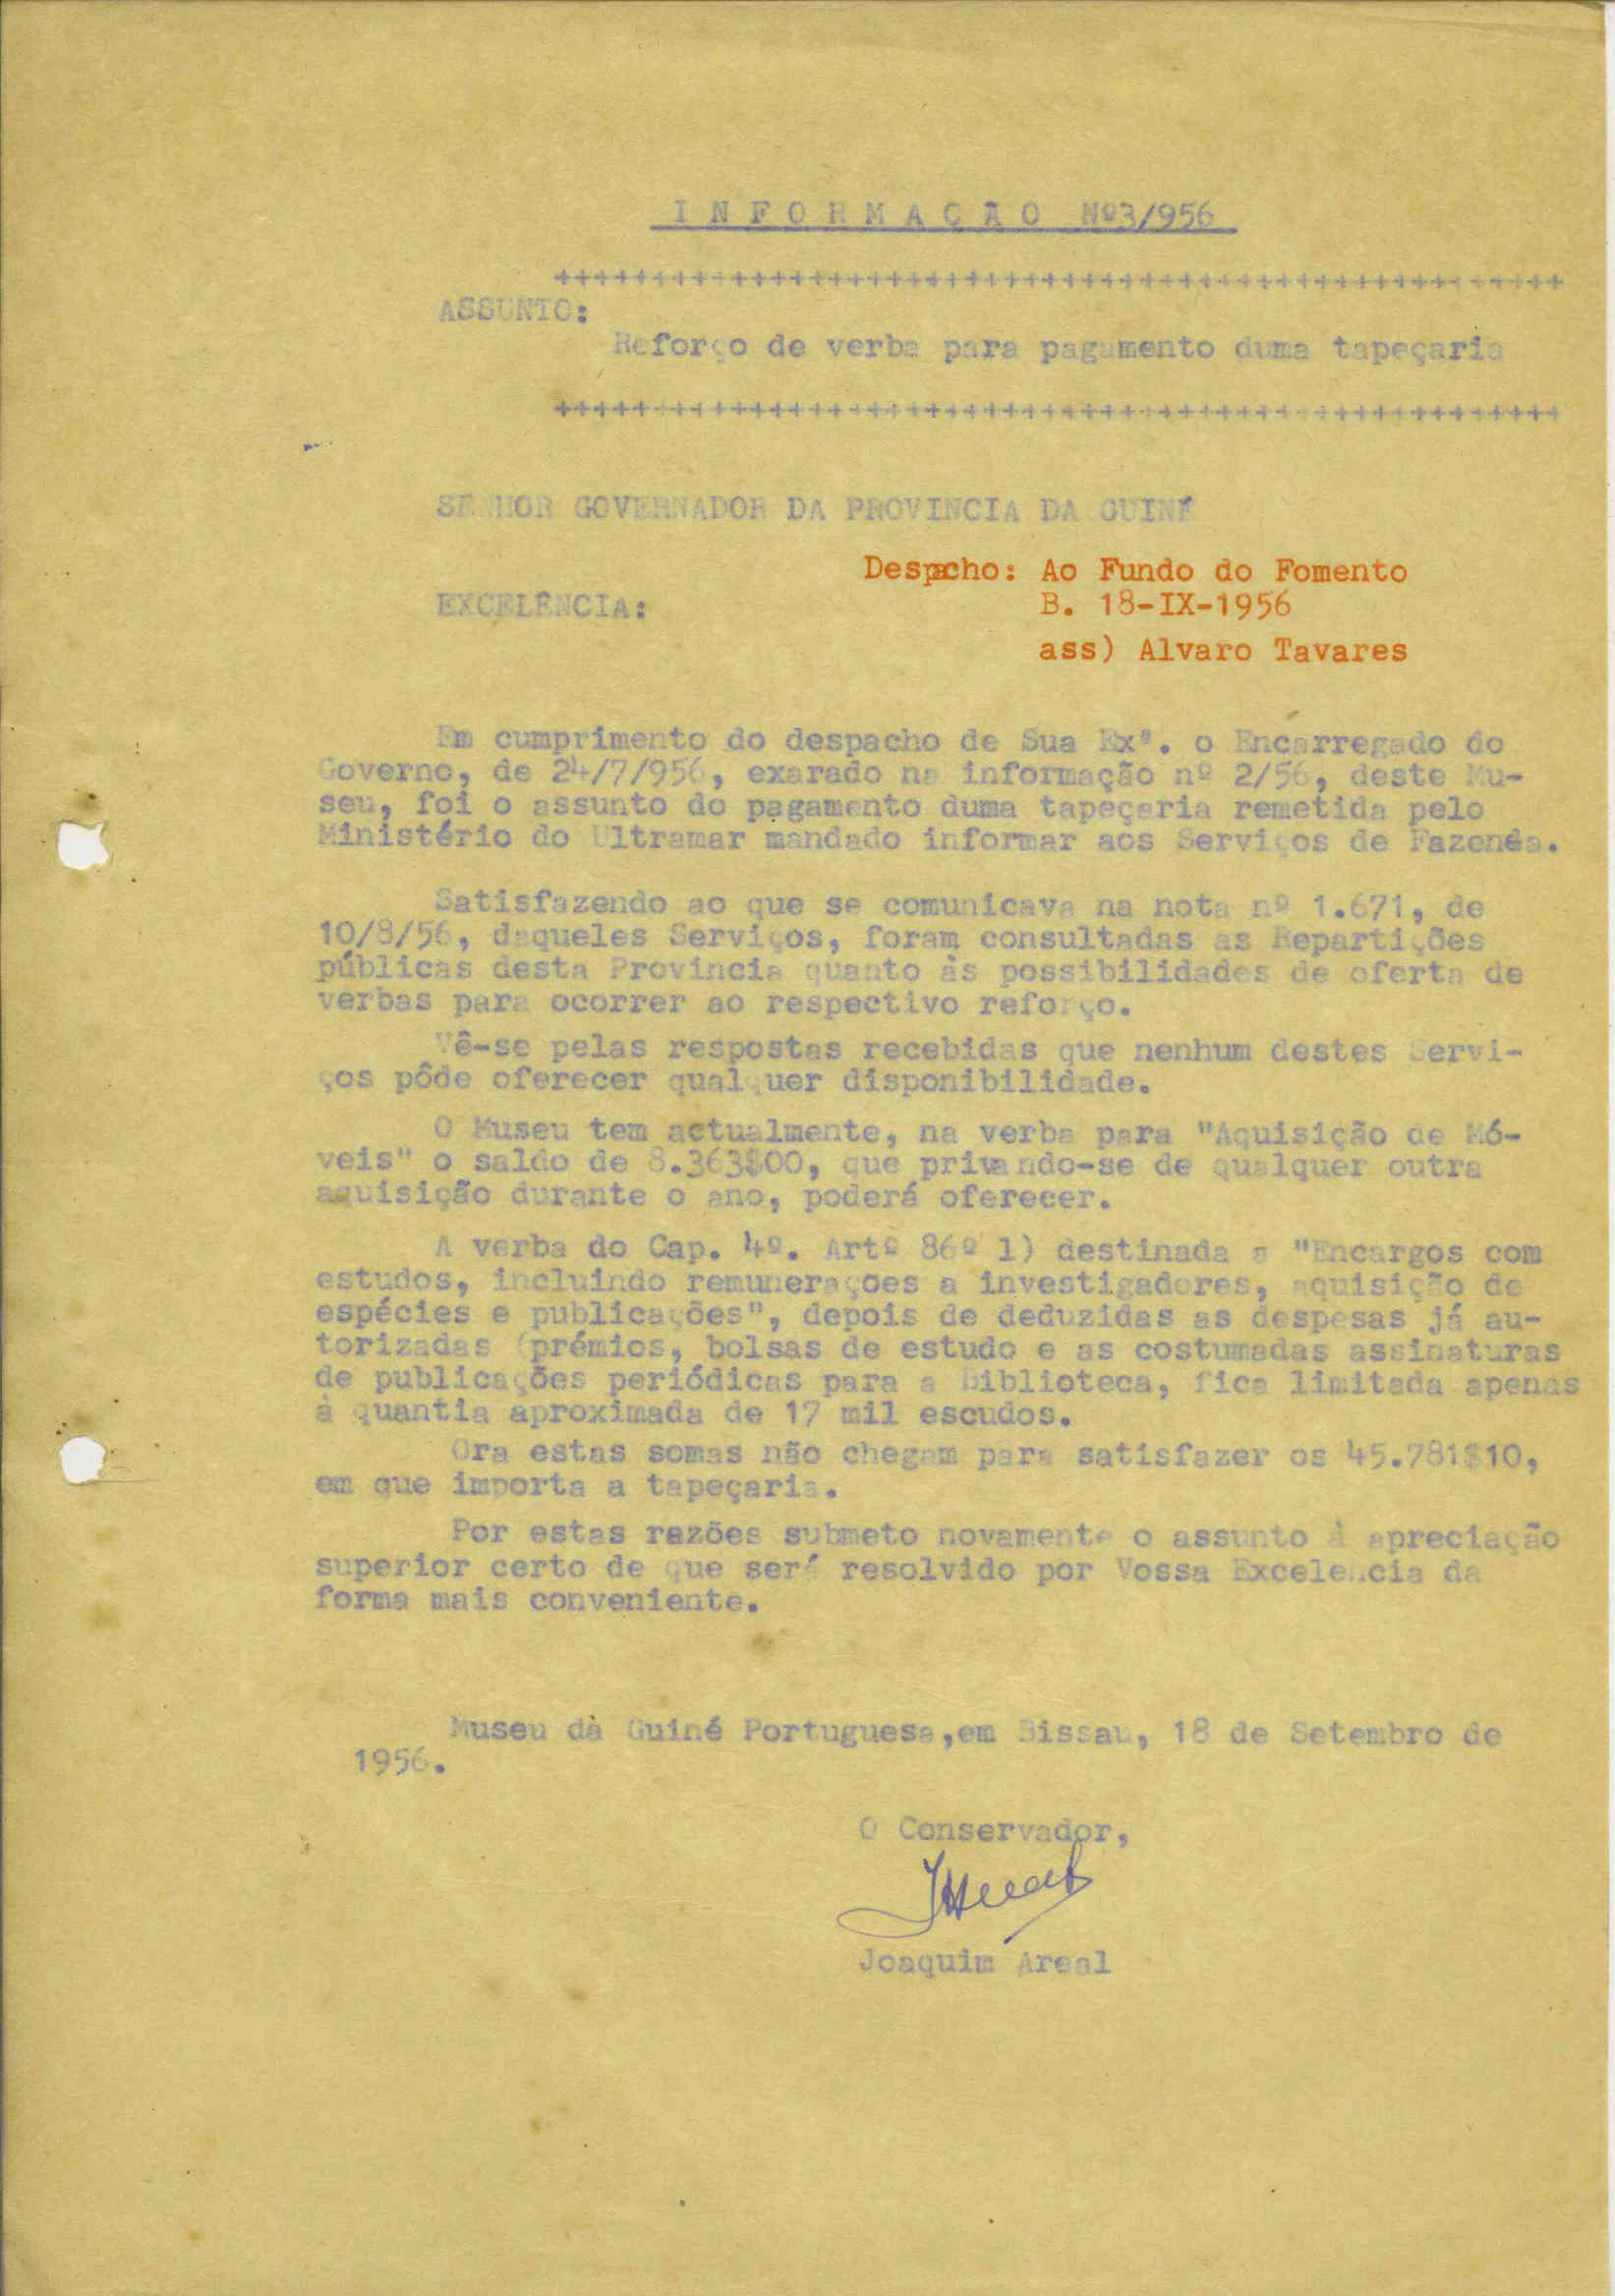 I N F O R M A Ç Ã O Nº3/956
++++++++++++++++++++++++++++++++++++++++++++++++++++
ASSUNTO:
Reforço de verba para pagamento duma tapeçaria
++++++++++++++++++++++++++++++++++++++++++++++++++++
SENHOR GOVERNADOR DA PROVINCIA DA GUINÉ
Despacho: Ao Fundo do Fomento
B. 18-IX-1956
EXCELÊNCIA:
ass) Alvaro Tavares
Em cumprimento do despacho de Sua Exª. o Encarregado do
Governo, de 24/7/956, exarado na informação nº 2/56, deste Mu-
seu, foi o assunto do pagamento duma tapeçaria remetida pelo
Ministério do Ultramar mandado informar aos Serviços de Fazenda.
Satisfazendo ao que se comunicava na nota nº 1.671, de
10/8/56, daqueles Serviços, foram consultadas as Repartições
públicas desta Provincia quanto às possibilidades de oferta de
verbas para ocorrer ao respectivo reforço.
Vê-se pelas respostas recebidas que nenhum destes Servi-
ços pôde oferecer qualquer disponibilidade.
O Museu tem actualmente, na verba para "Aquisição de Mó-
veis" o saldo de 8.363$00, que privando-se de qualquer outra
aquisição durante o ano, poderá oferecer.
A verba do Cap. 4º. Artº 86º 1) destinada a "Encargos com
estudos, incluindo remunerações a investigadores, aquisição de
espécies e publicações", depois de deduzidas as despesas já au-
torizadas (prémios, bolsas de estudo e as costumadas assinaturas
de publicações periódicas para a Biblioteca, fica limitada apenas
à quantia aproximada de 17 mil escudos.
Ora estas somas não chegam para satisfazer os 45.781$10,
em que importa a tapeçaria.
Por estas razões submeto novamente o assunto à apreciação
superior certo de que será resolvido por Vossa Excelencia da
forma mais conveniente.
Museu dà Guiné Portuguesa,em Bissau, 18 de Setembro de
1956.
O Conservador,
JAreal
Joaquim Areal